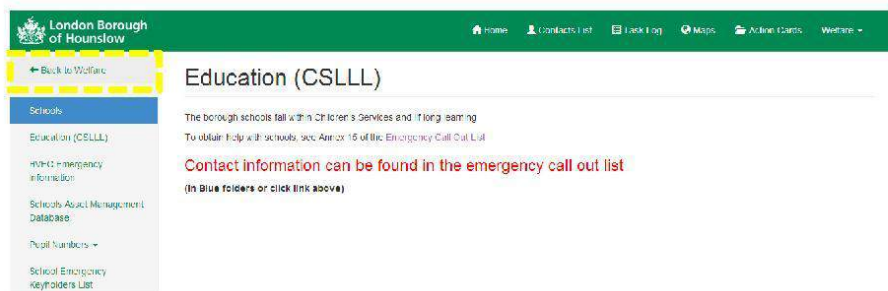 London Borough
of Hounslow
Home
Contacts List
Task Log
Maps
Action Cards
Welfare
Back to Welfare
Education (CSLLL)
Schools
The borough schools fall within Children's Services and lf long learning
Education (CSLLL)
To obtain help with schools, see Annex 15 of the Emergency Call Out List
Contact information can be found in the emergency call out list
(In Blue folders or click link above)
Emergency
Information
Schools Asset Management
Database
Pupil Numbers
School Emergency
Keyholders List